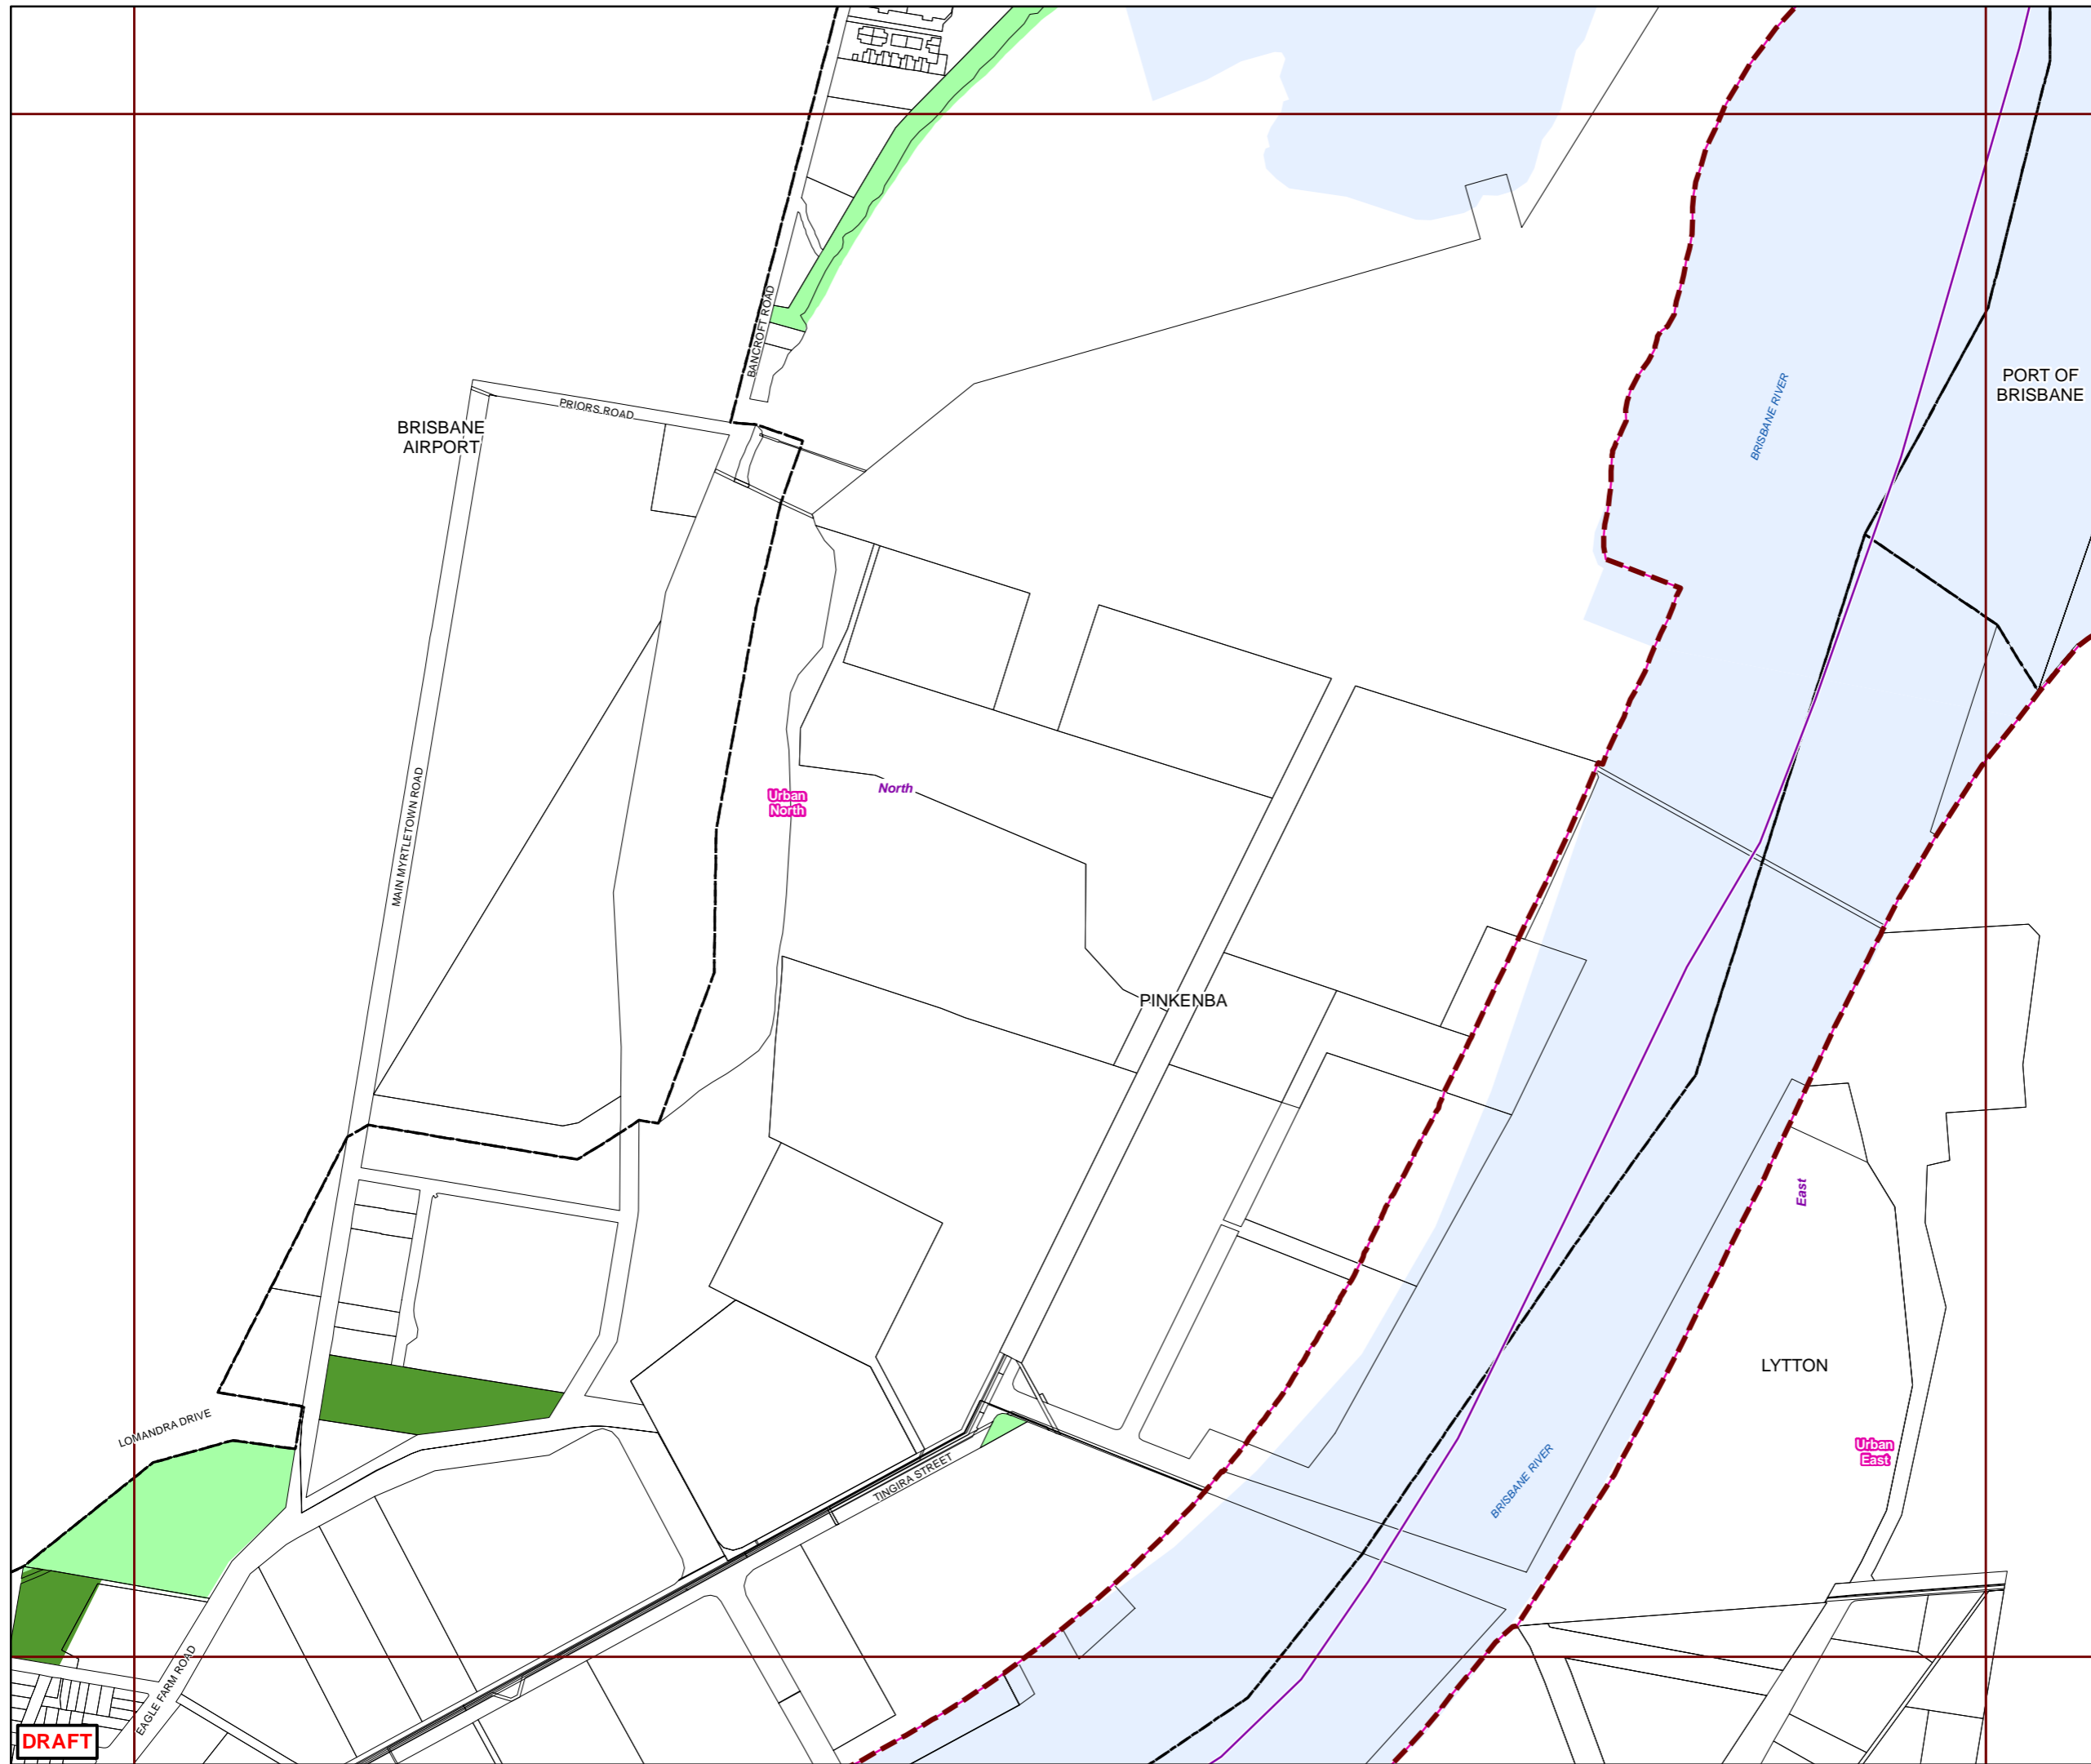 BANCROFT ROAD
PRIORS ROAD
BRISBANE
AIRPORT
BRISBANE RIVER
PORT OF
BRISBANE
MAIN MYRTLETOWN ROAD
Urban
North
North
PINKENBA
East
LYTTON
LOMANDRA DRIVE
TINGIRA STREET
Urban
East
BRISBANE RIVER
EAGLE FARM ROAD
DRAFT